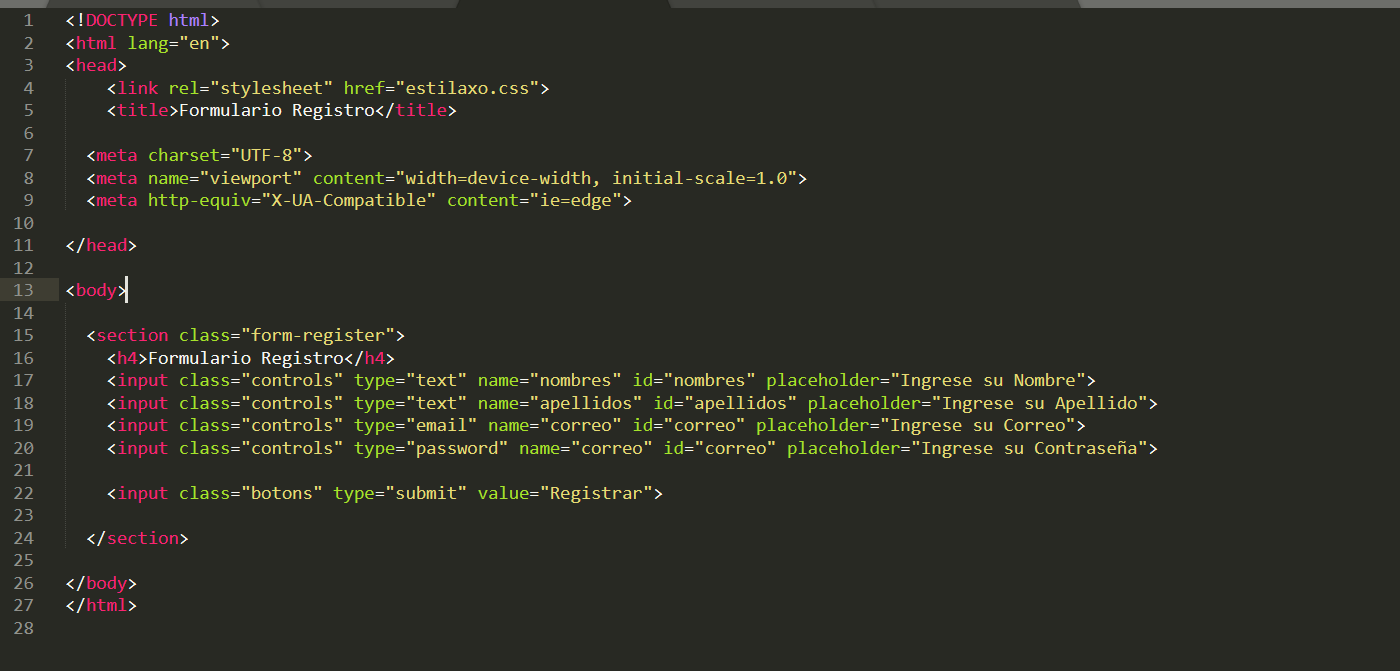 1 <!DOCTYPE html>
2 <html lang="en">
3 <head>
4 <link rel="stylesheet" href="estilaxo.css">
5 <title>Formulario Registro</title>
6
7 <meta charset="UTF-8">
8 <meta name="viewport" content="width=device-width, initial-scale=1.0">
9 <meta http-equiv="X-UA-Compatible" content="ie=edge">
10
11 </head>
12
13 <body>
14
15 <section class="form-register">
16 <h4>Formulario Registro</h4>
17 <input class="controls" type="text" name="nombres" id="nombres" placeholder="Ingrese su Nombre">
18 <input class="controls" type="text" name="apellidos" id="apellidos" placeholder="Ingrese su Apellido">
19 <input class="controls" type="email" name="correo" id="correo" placeholder="Ingrese su Correo">
20 <input class="controls" type="password" name="correo" id="correo" placeholder="Ingrese su Contraseña">
21
22 <input class="botons" type="submit" value="Registrar">
23
24 </section>
25
26 </body>
27 </html>
28